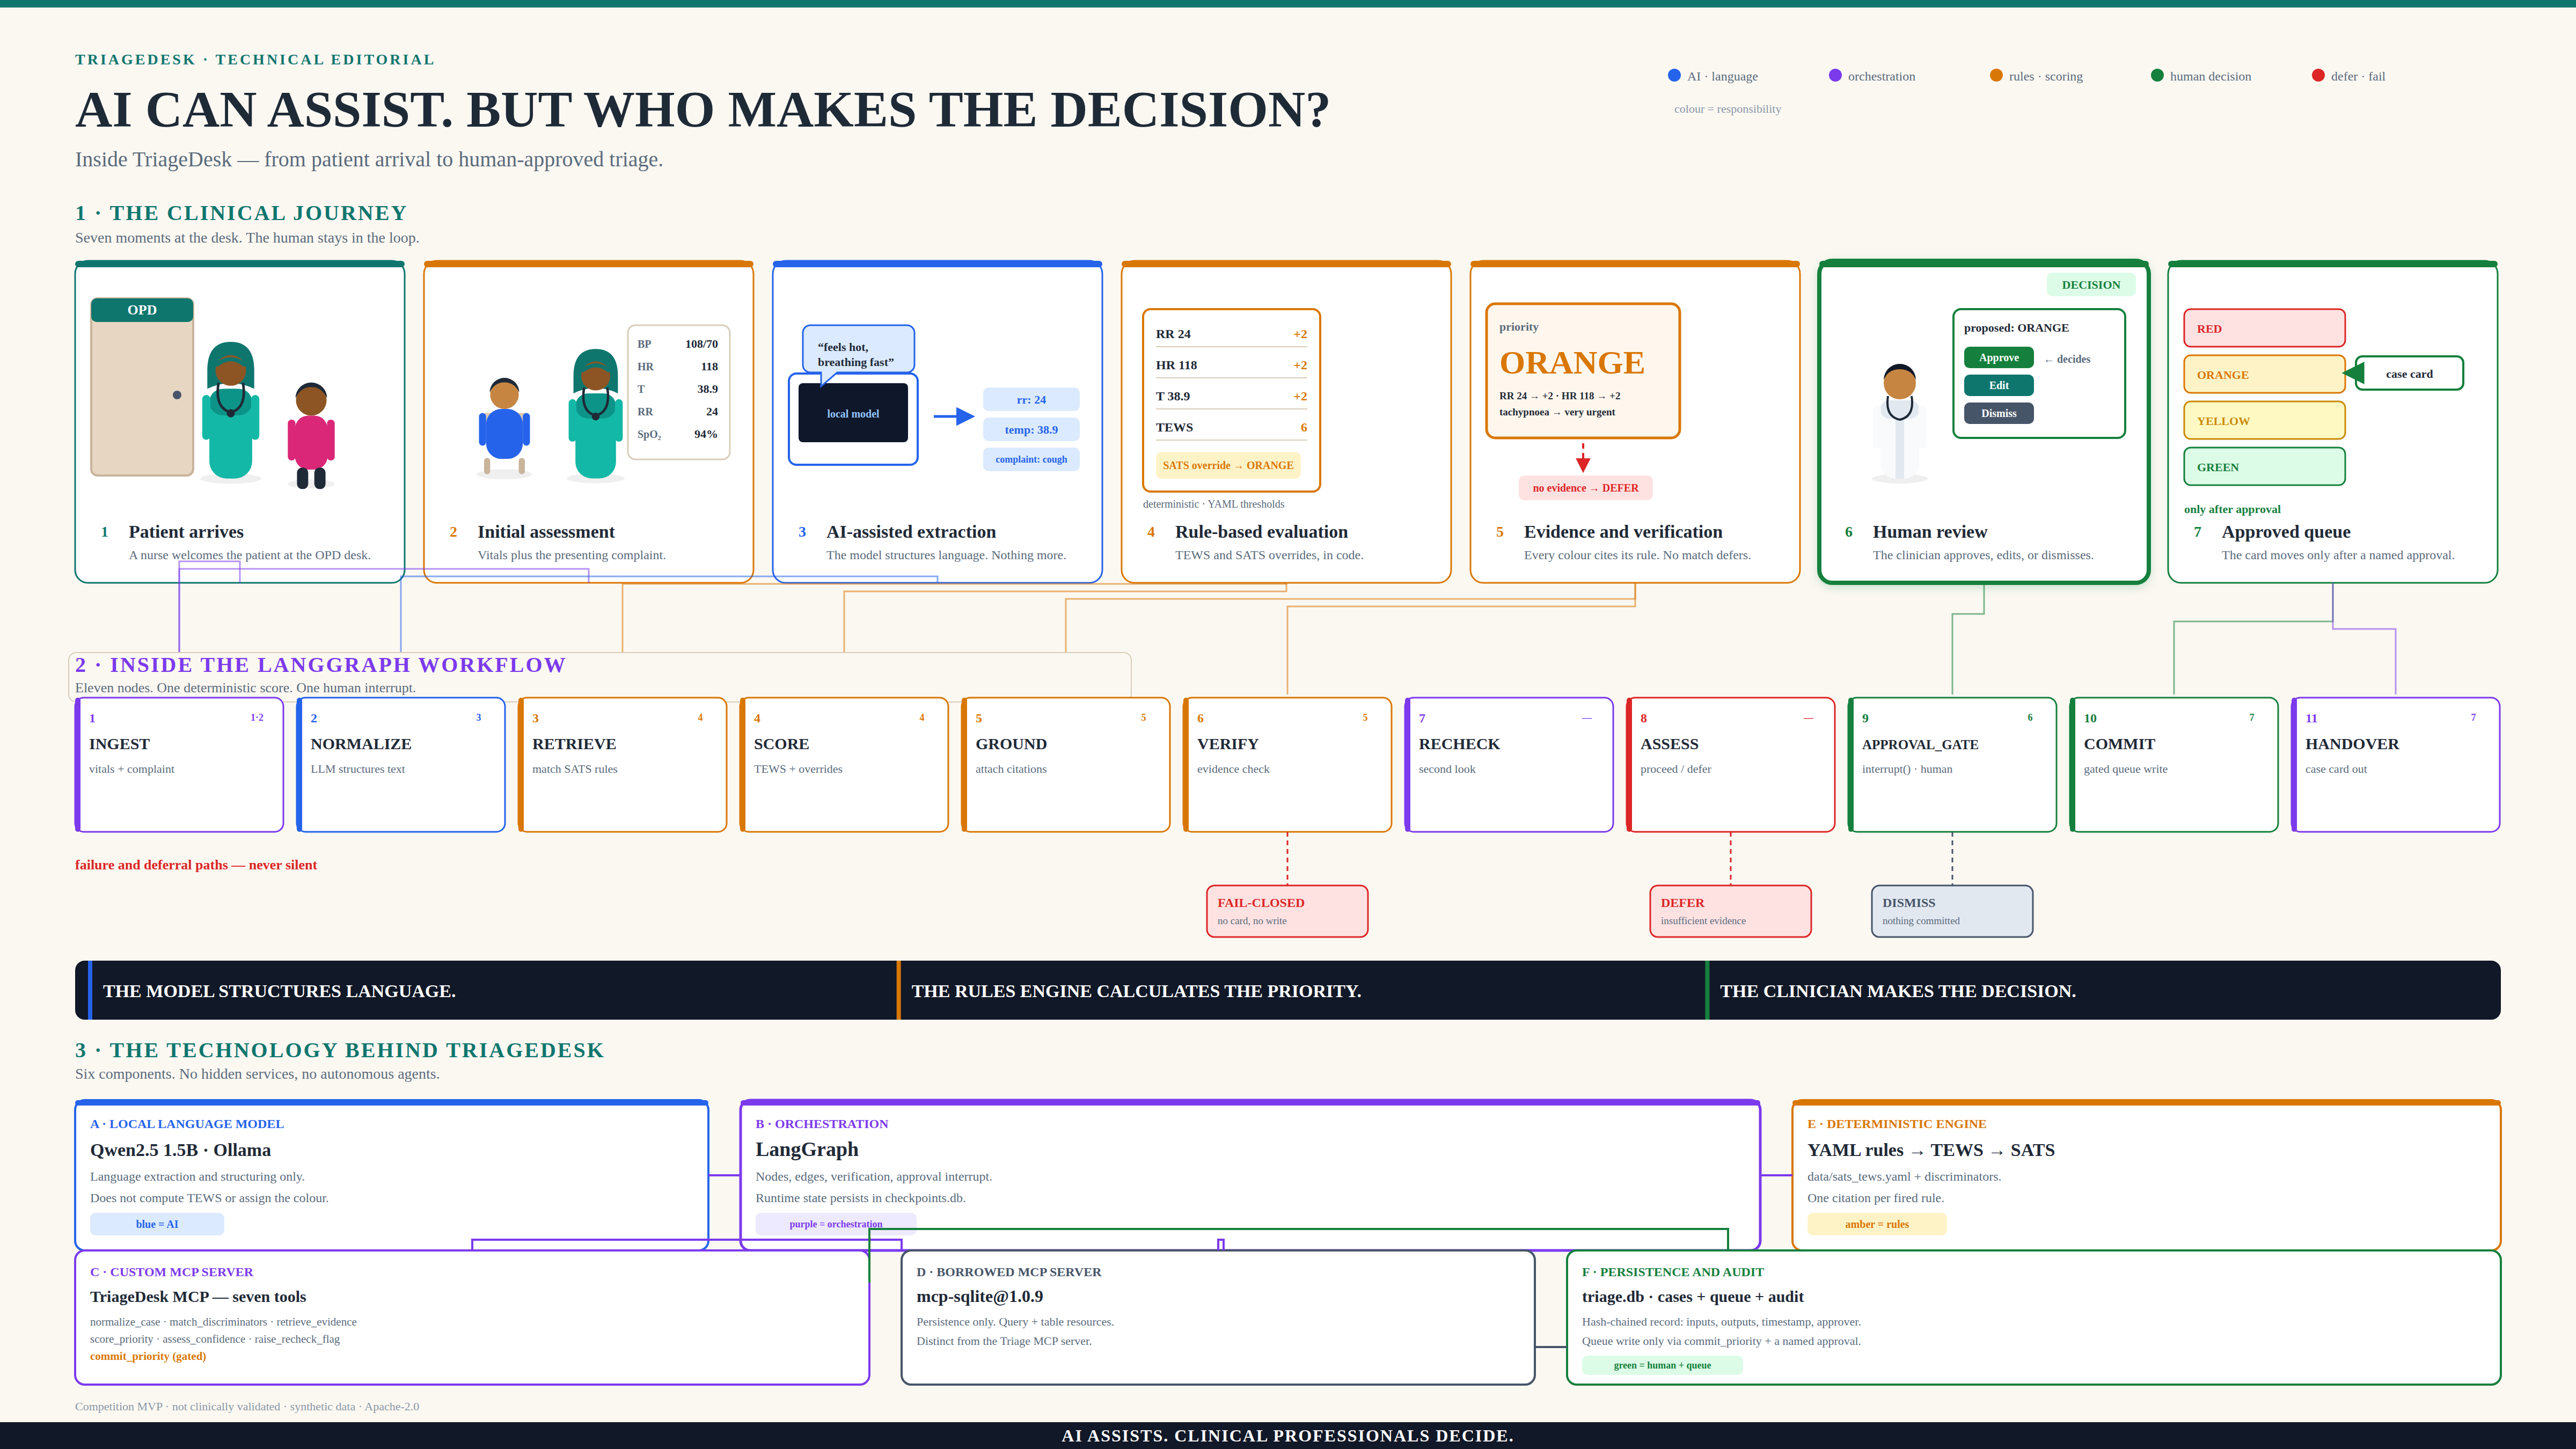 TRIAGEDESK · TECHNICAL EDITORIAL
AI CAN ASSIST. BUT WHO MAKES THE DECISION?
Inside TriageDesk — from patient arrival to human-approved triage.
AI · language
orchestration
rules · scoring
human decision
defer · fail
colour = responsibility
1 · THE CLINICAL JOURNEY
Seven moments at the desk. The human stays in the loop.
OPD
1 Patient arrives
A nurse welcomes the patient at the OPD desk.
BP 108/70
HR 118
T 38.9
RR 24
SpO₂ 94%
2 Initial assessment
Vitals plus the presenting complaint.
“feels hot,
breathing fast”
local model
rr: 24
temp: 38.9
complaint: cough
3 AI-assisted extraction
The model structures language. Nothing more.
RR 24 +2
HR 118 +2
T 38.9 +2
TEWS 6
SATS override → ORANGE
deterministic · YAML thresholds
4 Rule-based evaluation
TEWS and SATS overrides, in code.
priority
ORANGE
RR 24 → +2 · HR 118 → +2
tachypnoea → very urgent
no evidence → DEFER
5 Evidence and verification
Every colour cites its rule. No match defers.
DECISION
proposed: ORANGE
Approve ← decides
Edit
Dismiss
6 Human review
The clinician approves, edits, or dismisses.
RED
ORANGE
YELLOW
GREEN
case card
only after approval
7 Approved queue
The card moves only after a named approval.
2 · INSIDE THE LANGGRAPH WORKFLOW
Eleven nodes. One deterministic score. One human interrupt.
1 1·2
INGEST
vitals + complaint
2 3
NORMALIZE
LLM structures text
3 4
RETRIEVE
match SATS rules
4 4
SCORE
TEWS + overrides
5 5
GROUND
attach citations
6 5
VERIFY
evidence check
7 —
RECHECK
second look
8 —
ASSESS
proceed / defer
9 6
APPROVAL_GATE
interrupt() · human
10 7
COMMIT
gated queue write
11 7
HANDOVER
case card out
failure and deferral paths — never silent
FAIL-CLOSED
no card, no write
DEFER
insufficient evidence
DISMISS
nothing committed
THE MODEL STRUCTURES LANGUAGE.
THE RULES ENGINE CALCULATES THE PRIORITY.
THE CLINICIAN MAKES THE DECISION.
3 · THE TECHNOLOGY BEHIND TRIAGEDESK
Six components. No hidden services, no autonomous agents.
A · LOCAL LANGUAGE MODEL
Qwen2.5 1.5B · Ollama
Language extraction and structuring only.
Does not compute TEWS or assign the colour.
blue = AI
B · ORCHESTRATION
LangGraph
Nodes, edges, verification, approval interrupt.
Runtime state persists in checkpoints.db.
purple = orchestration
E · DETERMINISTIC ENGINE
YAML rules → TEWS → SATS
data/sats_tews.yaml + discriminators.
One citation per fired rule.
amber = rules
C · CUSTOM MCP SERVER
TriageDesk MCP — seven tools
normalize_case · match_discriminators · retrieve_evidence
score_priority · assess_confidence · raise_recheck_flag
commit_priority (gated)
D · BORROWED MCP SERVER
mcp-sqlite@1.0.9
Persistence only. Query + table resources.
Distinct from the Triage MCP server.
F · PERSISTENCE AND AUDIT
triage.db · cases + queue + audit
Hash-chained record: inputs, outputs, timestamp, approver.
Queue write only via commit_priority + a named approval.
green = human + queue
Competition MVP · not clinically validated · synthetic data · Apache-2.0
AI ASSISTS. CLINICAL PROFESSIONALS DECIDE.